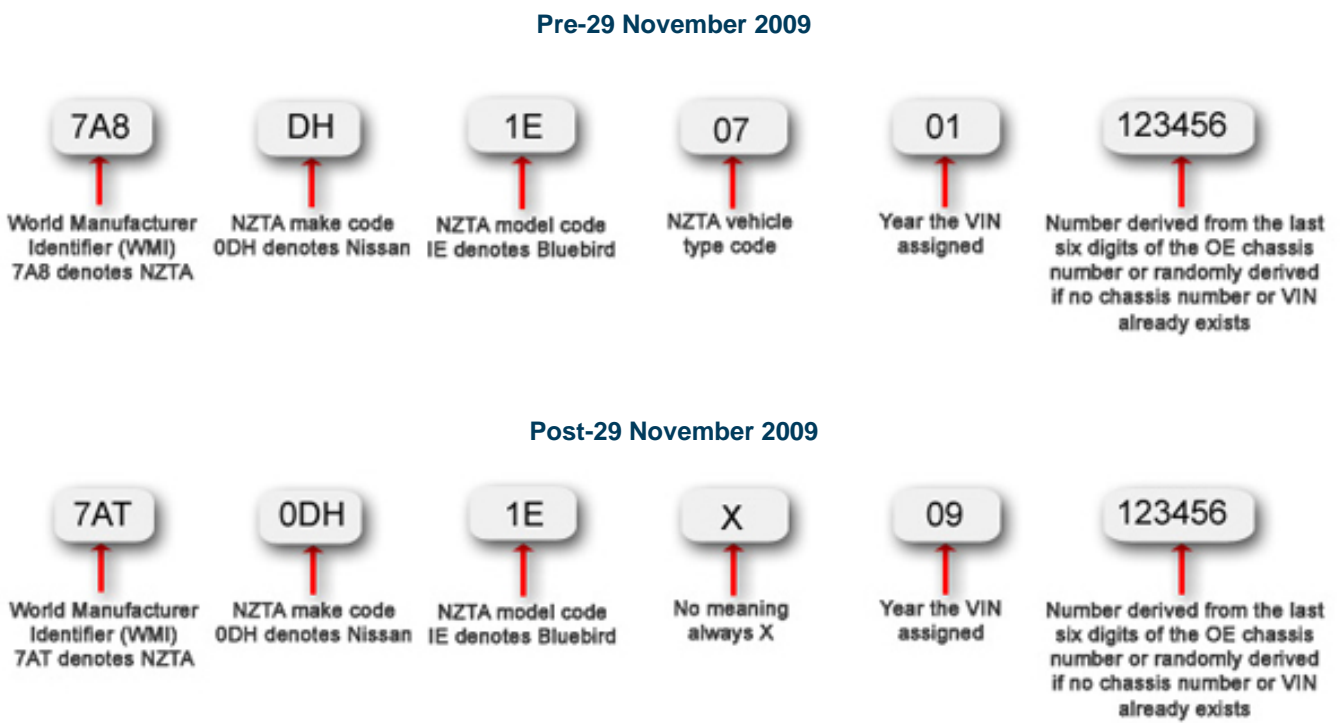 Pre-29 November 2009
7A8
DH
1E
07
01
123456
World Manufacturer
Identifier (WMI)
7A8 denotes NZTA
NZTA make code
0DH denotes Nissan
NZTA model code
IE denotes Bluebird
NZTA vehicle
type code
Year the VIN
assigned
Number derived from the last
six digits of the OE chassis
number or randomly derived
if no chassis number or VIN
already exists
Post-29 November 2009
7AT
0DH
1E
X
09
123456
World Manufacturer
Identifier (WMI)
7AT denotes NZTA
NZTA make code
0DH denotes Nissan
NZTA model code
IE denotes Bluebird
No meaning
always X
Year the VIN
assigned
Number derived from the last
six digits of the OE chassis
number or randomly derived
if no chassis number or VIN
already exists